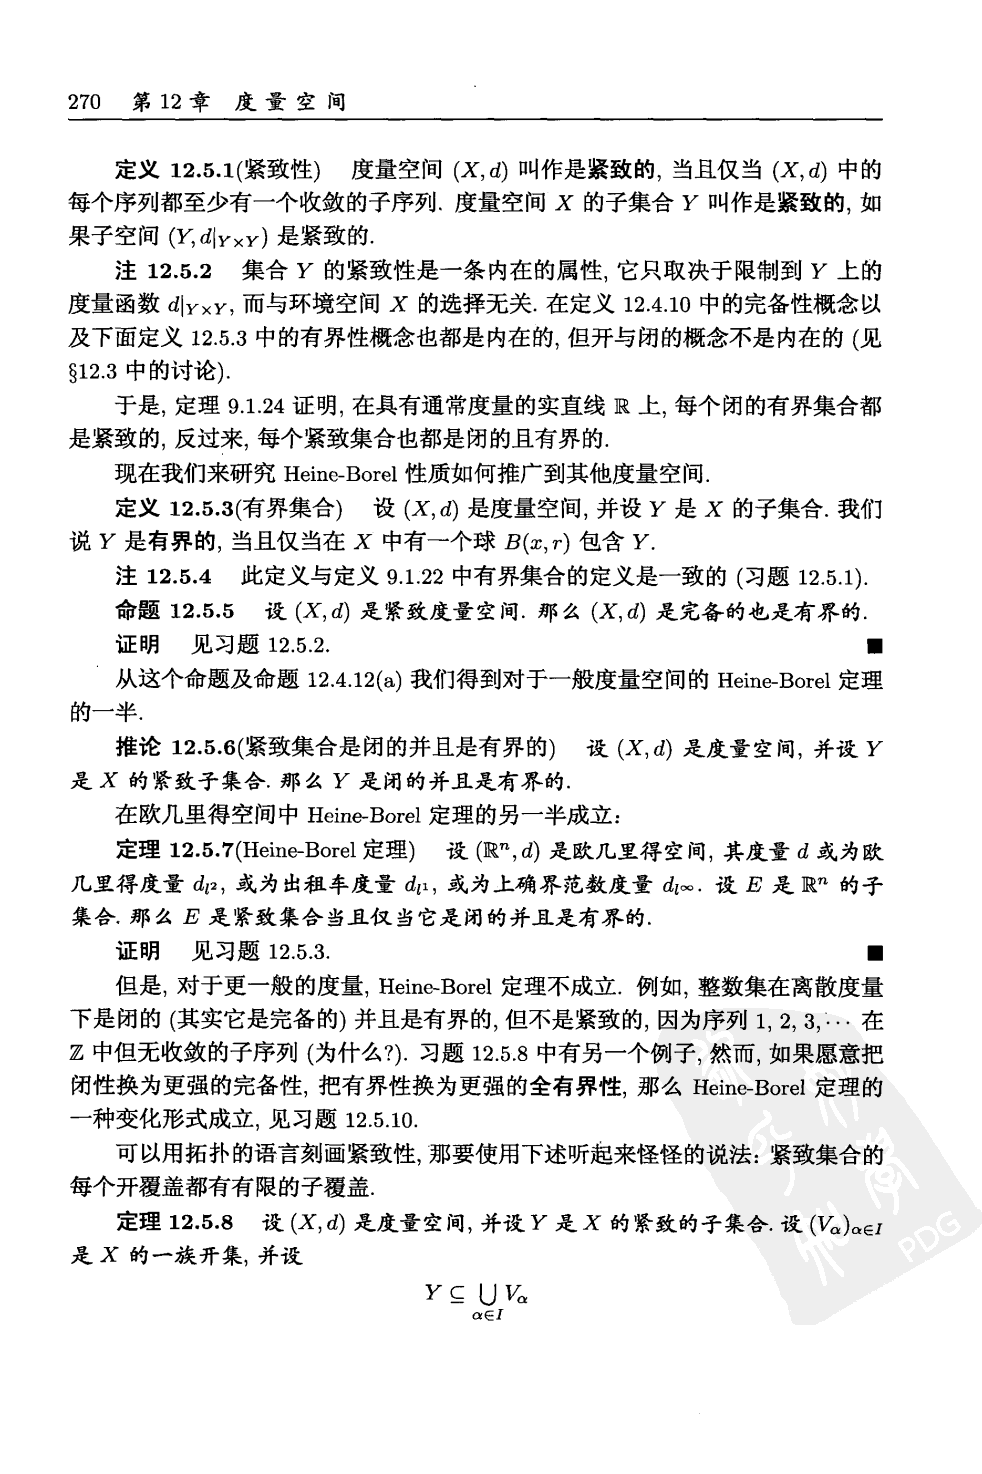 270 第 12 章 度 量 空 间
定义 12.5.1(紧致性) 度量空间 (X, d) 叫作是紧致的, 当且仅当 (X, d) 中的
每个序列都至少有一个收敛的子序列. 度量空间 X 的子集合 Y 叫作是紧致的, 如
果子空间 (Y, d|_{Y×Y}) 是紧致的.
注 12.5.2 集合 Y 的紧致性是一条内在的属性, 它只取决于限制到 Y 上的
度量函数 d|_{Y×Y}, 而与环境空间 X 的选择无关. 在定义 12.4.10 中的完备性概念以
及下面定义 12.5.3 中的有界性概念也都是内在的, 但开与闭的概念不是内在的 (见
§12.3 中的讨论).
于是, 定理 9.1.24 证明, 在具有通常度量的实直线 ℝ 上, 每个闭的有界集合都
是紧致的, 反过来, 每个紧致集合也都是闭的且有界的.
现在我们来研究 Heine-Borel 性质如何推广到其他度量空间.
定义 12.5.3(有界集合) 设 (X, d) 是度量空间, 并设 Y 是 X 的子集合. 我们
说 Y 是有界的, 当且仅当在 X 中有一个球 B(x, r) 包含 Y.
注 12.5.4 此定义与定义 9.1.22 中有界集合的定义是一致的 (习题 12.5.1).
命题 12.5.5 设 (X, d) 是紧致度量空间. 那么 (X, d) 是完备的也是有界的.
证明 见习题 12.5.2. ■
从这个命题及命题 12.4.12(a) 我们得到对于一般度量空间的 Heine-Borel 定理
的一半.
推论 12.5.6(紧致集合是闭的并且是有界的) 设 (X, d) 是度量空间, 并设 Y
是 X 的紧致子集合. 那么 Y 是闭的并且是有界的.
在欧几里得空间中 Heine-Borel 定理的另一半成立:
定理 12.5.7(Heine-Borel 定理) 设 (ℝⁿ, d) 是欧几里得空间, 其度量 d 或为欧
几里得度量 d_{l²}, 或为出租车度量 d_{l¹}, 或为上确界范数度量 d_{l^∞}. 设 E 是 ℝⁿ 的子
集合. 那么 E 是紧致集合当且仅当它是闭的并且是有界的.
证明 见习题 12.5.3. ■
但是, 对于更一般的度量, Heine-Borel 定理不成立. 例如, 整数集在离散度量
下是闭的 (其实它是完备的) 并且是有界的, 但不是紧致的, 因为序列 1, 2, 3, ⋯ 在
ℤ 中但无收敛的子序列 (为什么?). 习题 12.5.8 中有另一个例子, 然而, 如果愿意把
闭性换为更强的完备性, 把有界性换为更强的全有界性, 那么 Heine-Borel 定理的
一种变化形式成立, 见习题 12.5.10.
可以用拓扑的语言刻画紧致性, 那要使用下述听起来怪怪的说法: 紧致集合的
每个开覆盖都有有限的子覆盖.
定理 12.5.8 设 (X, d) 是度量空间, 并设 Y 是 X 的紧致的子集合. 设 (V_α)_{α∈I}
是 X 的一族开集, 并设
Y ⊆ ⋃_{α∈I} V_α
PDG